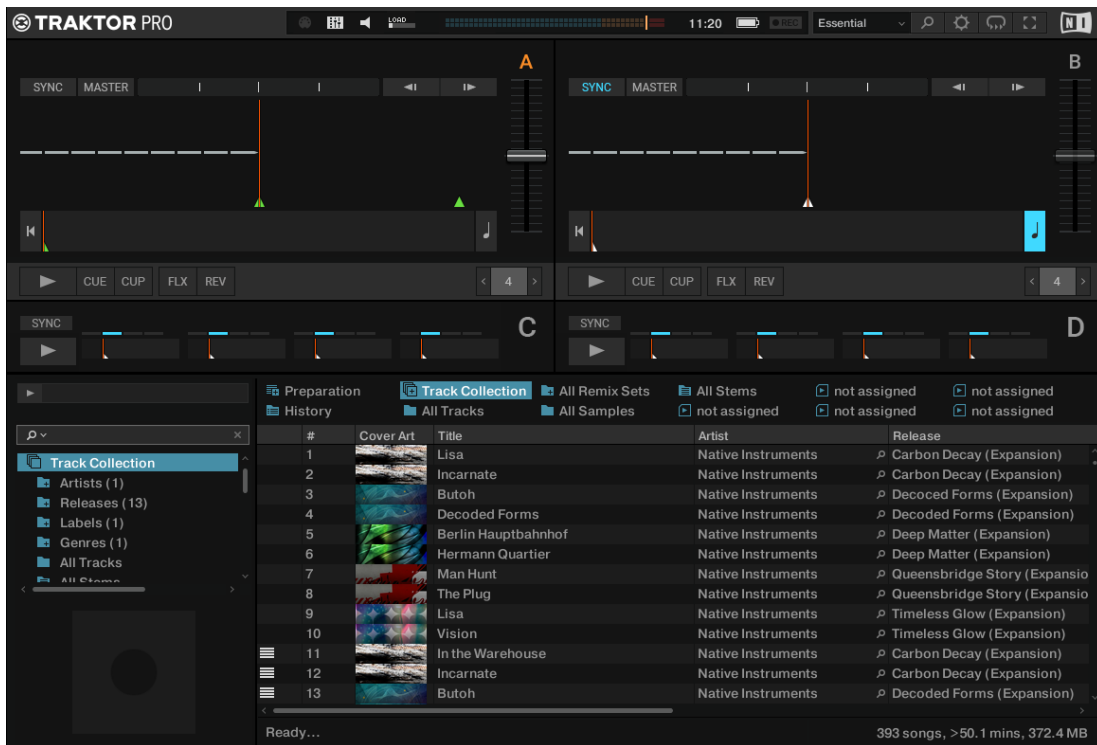 TRAKTOR PRO LOAD 11:20 REC Essential NI
A
SYNC MASTER
CUE CUP FLX REV 4
B
SYNC MASTER
CUE CUP FLX REV 4
SYNC C
SYNC D
Preparation Track Collection All Remix Sets All Stems not assigned not assigned
History All Tracks All Samples not assigned not assigned not assigned
Track Collection
Artists (1)
Releases (13)
Labels (1)
Genres (1)
All Tracks
All Stems
# Cover Art Title Artist Release
1 Lisa Native Instruments Carbon Decay (Expansion)
2 Incarnate Native Instruments Carbon Decay (Expansion)
3 Butoh Native Instruments Decoced Forms (Expansion)
4 Decoded Forms Native Instruments Decoded Forms (Expansion)
5 Berlin Hauptbahnhof Native Instruments Deep Matter (Expansion)
6 Hermann Quartier Native Instruments Deep Matter (Expansion)
7 Man Hunt Native Instruments Queensbridge Story (Expansio
8 The Plug Native Instruments Queensbridge Story (Expansio
9 Lisa Native Instruments Timeless Glow (Expansion)
10 Vision Native Instruments Timeless Glow (Expansion)
11 In the Warehouse Native Instruments Carbon Decay (Expansion)
12 Incarnate Native Instruments Carbon Decay (Expansion)
13 Butoh Native Instruments Decoded Forms (Expansion)
Ready... 393 songs, >50.1 mins, 372.4 MB